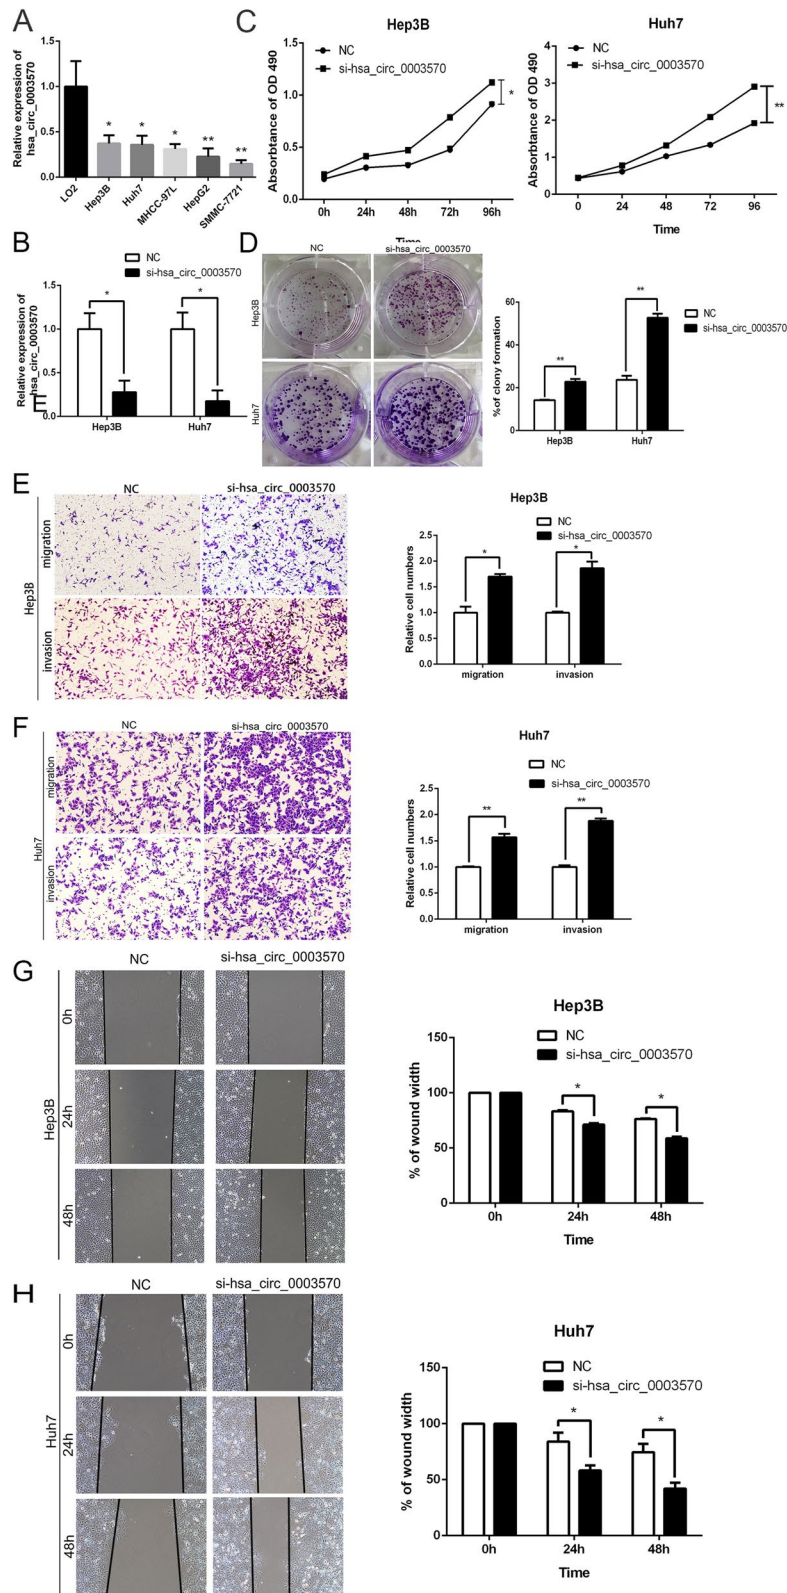 A
Relative expression of
hsa_circ_0003570
1.5
1.0
0.5
0.0
*
*
*
**
**
LO2
Hep3B
Huh7
MHCC-97L
HepG2
SMMC-7721
C
Hep3B
Absorbtance of OD 490
NC
si-hsa_circ_0003570
1.5
1.0
0.5
0.0
*
0h
24h
48h
72h
96h
Time
Huh7
Absorbtance of OD 490
NC
si-hsa_circ_0003570
4
3
2
1
0
**
0
24
48
72
96
Time
B
NC
si-hsa_circ_0003570
Relative expression of
hsa_circ_0003570
1.5
1.0
0.5
0.0
*
*
Hep3B
Huh7
E
D
NC
si-hsa_circ_0003570
Hep3B
Huh7
%of clony formation
60
40
20
0
**
**
NC
si-hsa_circ_0003570
Hep3B
Huh7
E
NC
si-hsa_circ_0003570
Hep3B
migration
invasion
Hep3B
NC
si-hsa_circ_0003570
Relative cell numbers
2.5
2.0
1.5
1.0
0.5
0.0
*
*
migration
invasion
F
NC
si-hsa_circ_0003570
Huh7
migration
invasion
Huh7
NC
si-hsa_circ_0003570
Relative cell numbers
2.5
2.0
1.5
1.0
0.5
0.0
**
**
migration
invasion
G
NC
si-hsa_circ_0003570
Hep3B
0h
24h
48h
Hep3B
NC
si-hsa_circ_0003570
% of wound width
150
100
50
0
*
*
0h
24h
48h
Time
H
NC
si-hsa_circ_0003570
Huh7
0h
24h
48h
Huh7
NC
si-hsa_circ_0003570
% of wound width
150
100
50
0
*
*
0h
24h
48h
Time